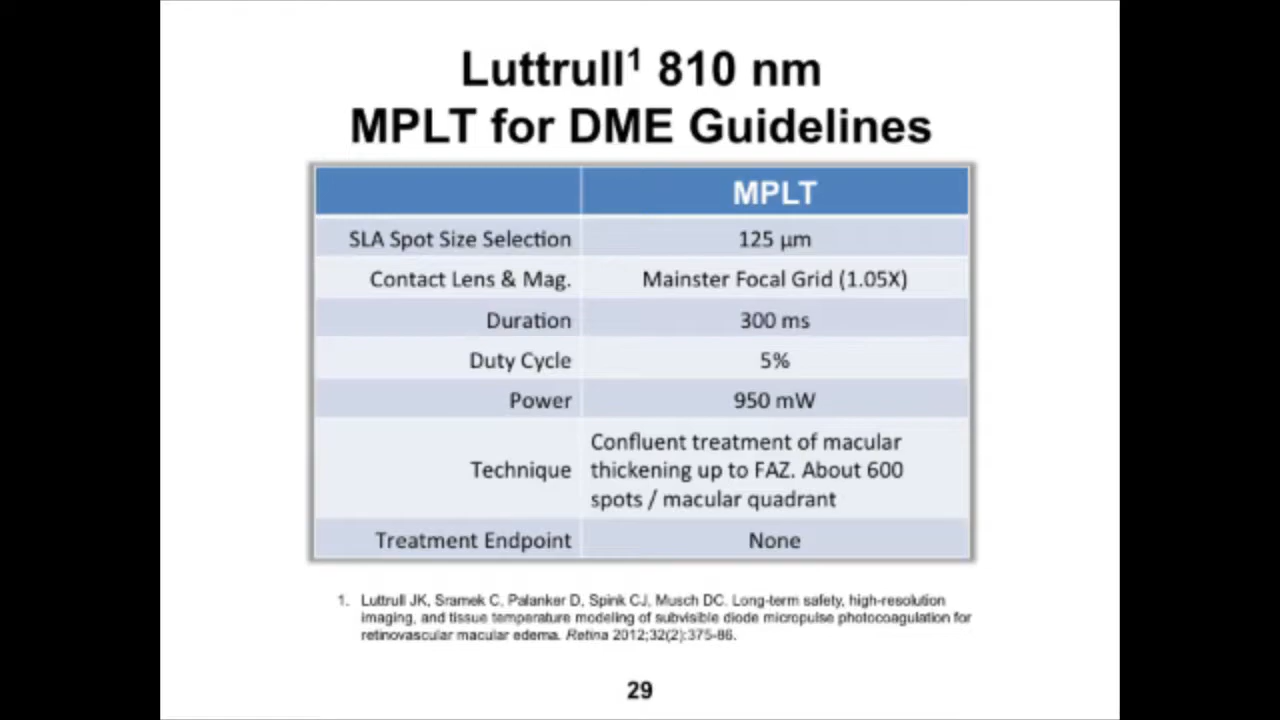 Luttrull¹ 810 nm
MPLT for DME Guidelines
MPLT
SLA Spot Size Selection 125 µm
Contact Lens & Mag. Mainster Focal Grid (1.05X)
Duration 300 ms
Duty Cycle 5%
Power 950 mW
Technique Confluent treatment of macular
thickening up to FAZ. About 600
spots / macular quadrant
Treatment Endpoint None
1. Luttrull JK, Sramek C, Palanker D, Spink CJ, Musch DC. Long-term safety, high-resolution
imaging, and tissue temperature modeling of subvisible diode micropulse photocoagulation for
retinovascular macular edema. Retina 2012;32(2):375-86.
29